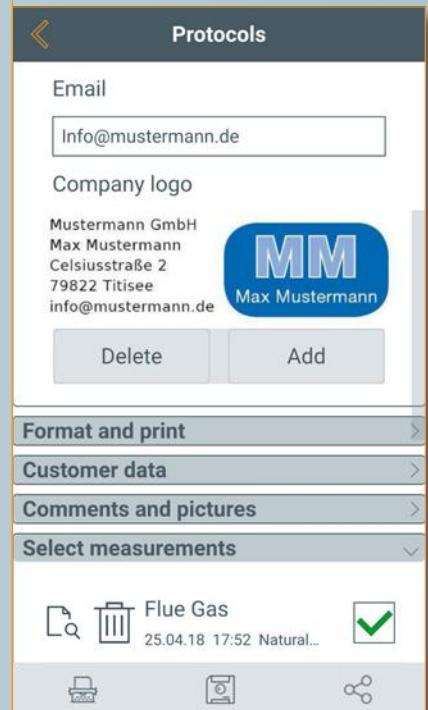 Protocols
Email
Info@mustermann.de
Company logo
Mustermann GmbH
Max Mustermann
Celsiusstraße 2
79822 Titisee
info@mustermann.de
MM
Max Mustermann
Delete
Add
Format and print
Customer data
Comments and pictures
Select measurements
Flue Gas
25.04.18 17:52 Natural...